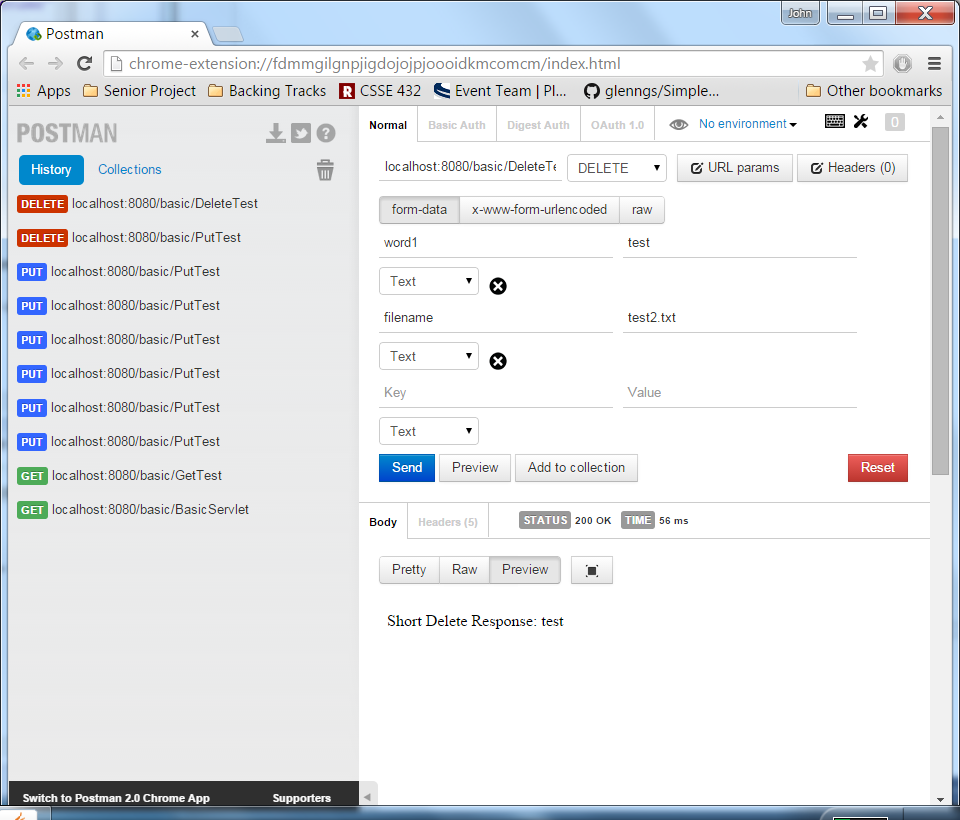 John
Postman
chrome-extension://fdmmgilgnpjigdojojpjoooidkmcomcm/index.html
Apps Senior Project Backing Tracks R CSSE 432 Event Team | Pl... glenngs/Simple... Other bookmarks
POSTMAN
History Collections
DELETE localhost:8080/basic/DeleteTest
DELETE localhost:8080/basic/PutTest
PUT localhost:8080/basic/PutTest
PUT localhost:8080/basic/PutTest
PUT localhost:8080/basic/PutTest
PUT localhost:8080/basic/PutTest
PUT localhost:8080/basic/PutTest
PUT localhost:8080/basic/PutTest
GET localhost:8080/basic/GetTest
GET localhost:8080/basic/BasicServlet
Switch to Postman 2.0 Chrome App Supporters
Normal Basic Auth Digest Auth OAuth 1.0 No environment 0
localhost:8080/basic/DeleteTe DELETE URL params Headers (0)
form-data x-www-form-urlencoded raw
word1 test
Text
filename test2.txt
Text
Key Value
Text
Send Preview Add to collection Reset
Body Headers (5) STATUS 200 OK TIME 56 ms
Pretty Raw Preview
Short Delete Response: test